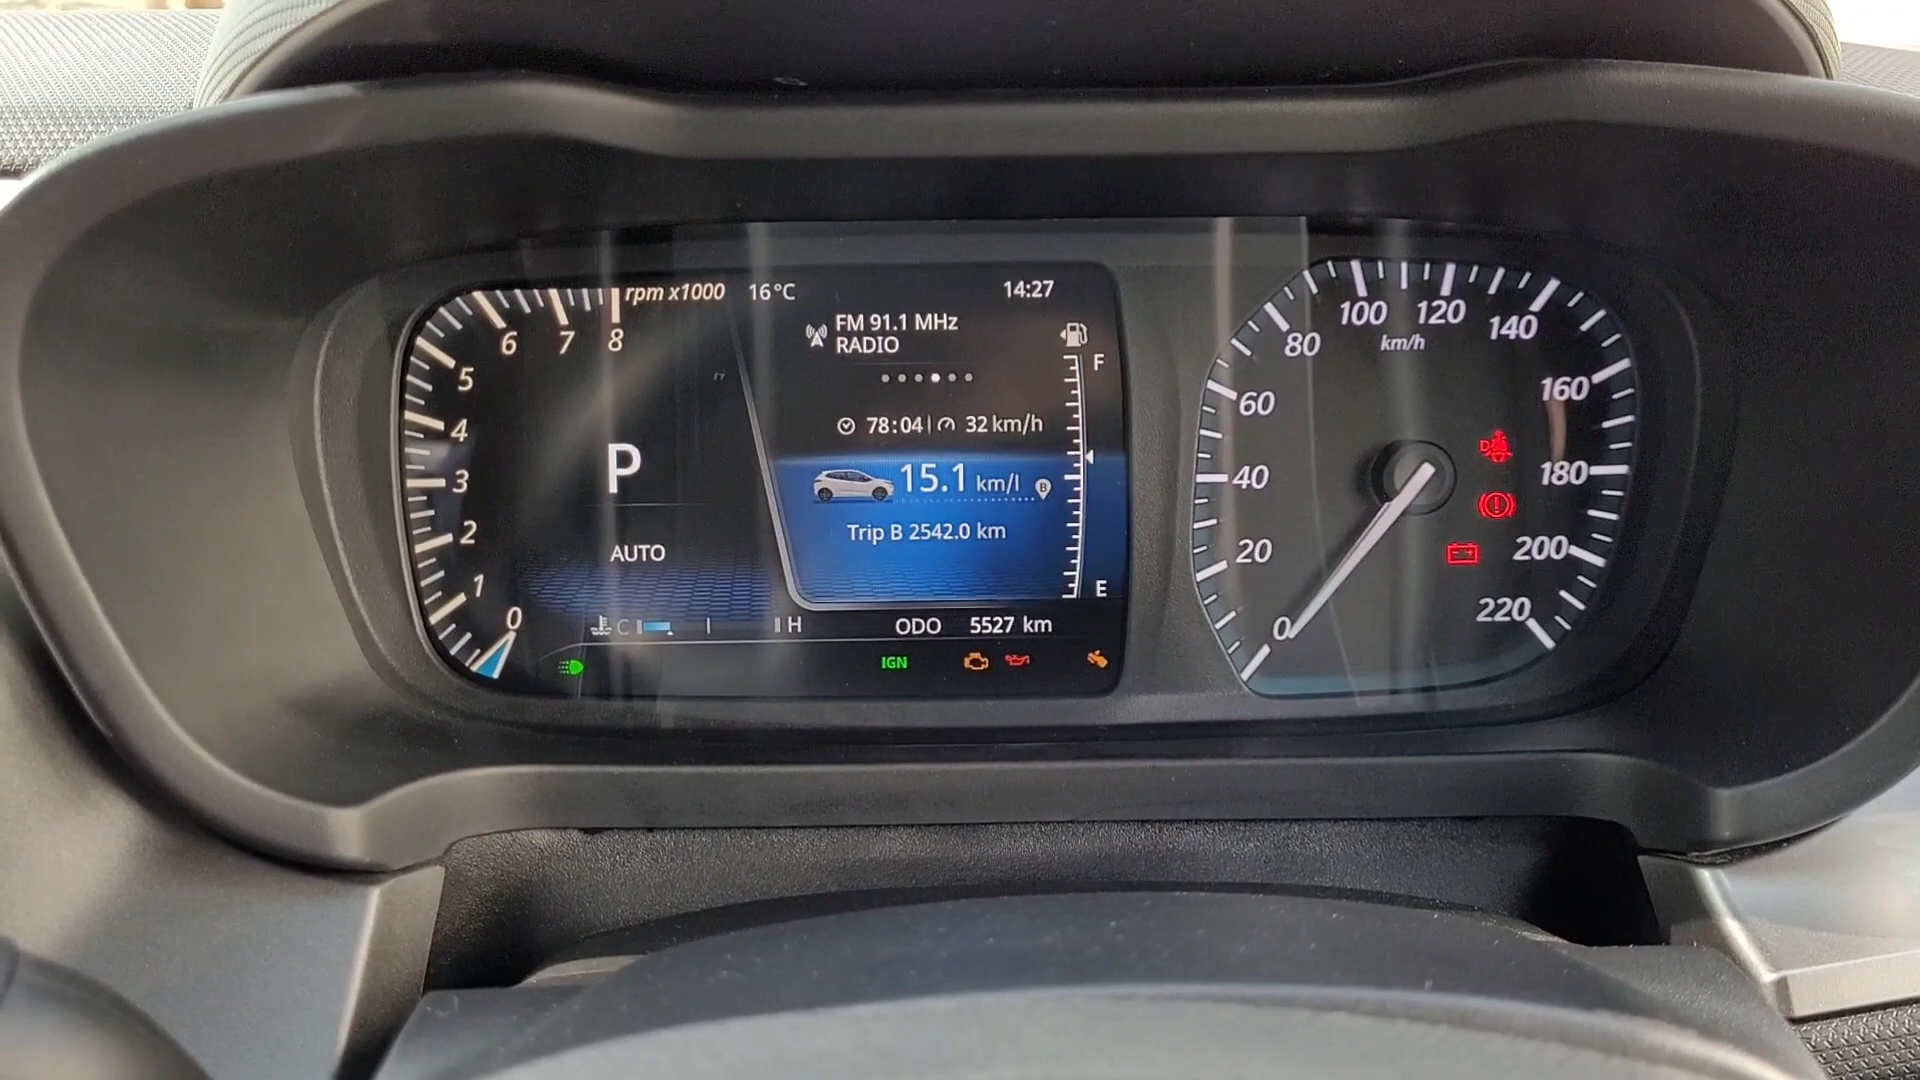 rpm x1000
16°C
14:27
FM 91.1 MHz
RADIO
6
7
8
5
4
3
2
1
0
P
AUTO
F
78:04
32 km/h
15.1 km/l
B
Trip B 2542.0 km
E
C
H
ODO 5527 km
IGN
0
20
40
60
80
100
120
140
160
180
200
220
km/h
D